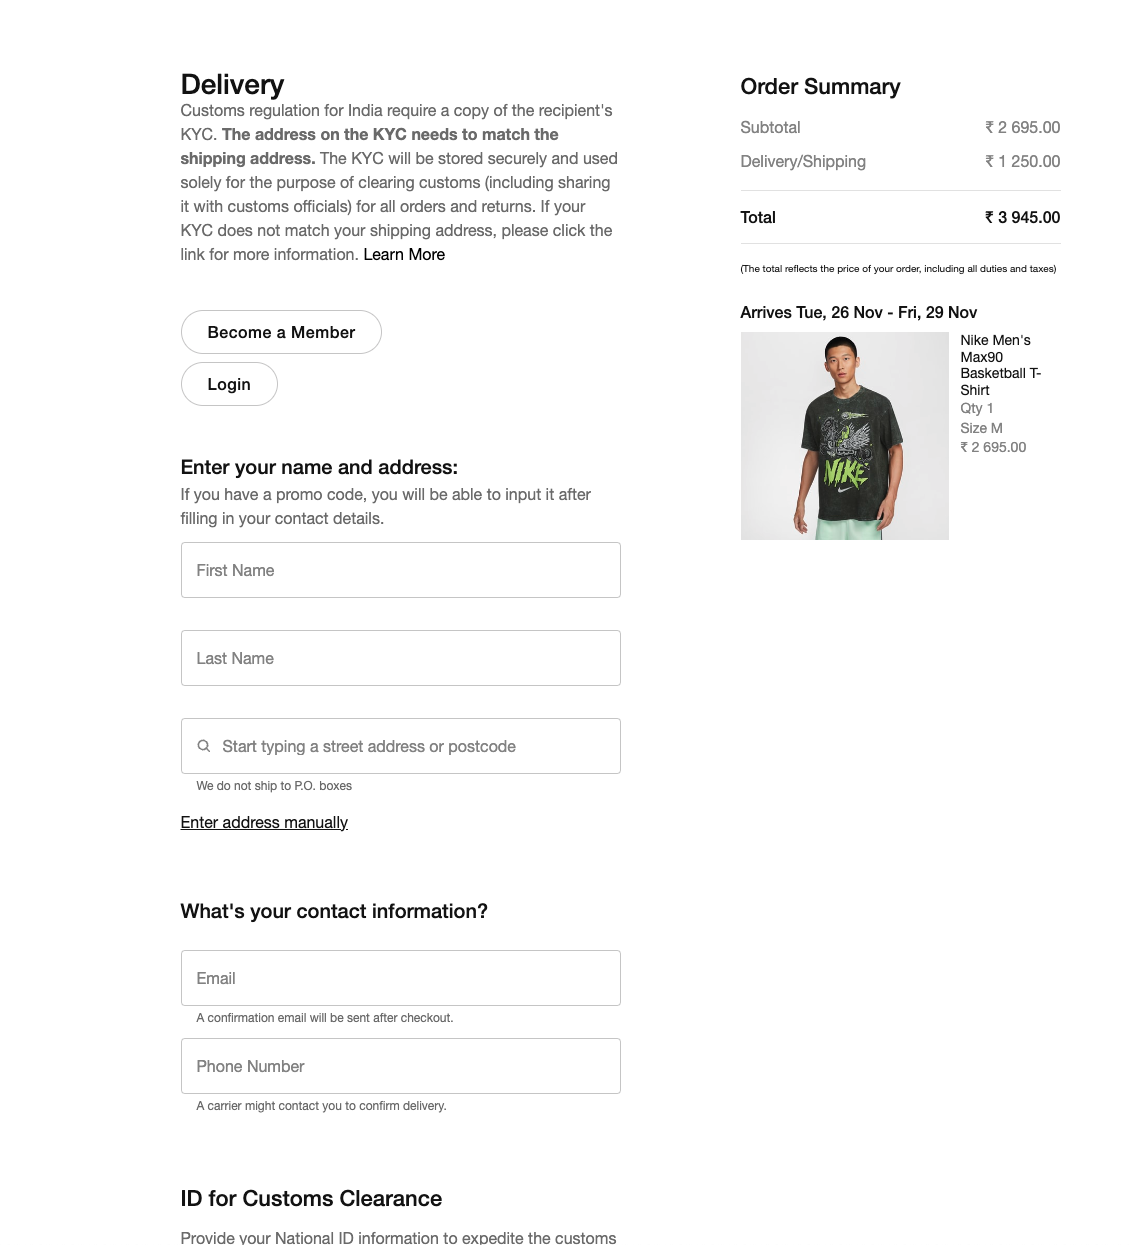 Delivery
Customs regulation for India require a copy of the recipient's
KYC. The address on the KYC needs to match the
shipping address. The KYC will be stored securely and used
solely for the purpose of clearing customs (including sharing
it with customs officials) for all orders and returns. If your
KYC does not match your shipping address, please click the
link for more information. Learn More
Become a Member
Login
Enter your name and address:
If you have a promo code, you will be able to input it after
filling in your contact details.
First Name
Last Name
Start typing a street address or postcode
We do not ship to P.O. boxes
Enter address manually
What's your contact information?
Email
A confirmation email will be sent after checkout.
Phone Number
A carrier might contact you to confirm delivery.
ID for Customs Clearance
Provide your National ID information to expedite the customs
Order Summary
Subtotal ₹ 2 695.00
Delivery/Shipping ₹ 1 250.00
Total ₹ 3 945.00
(The total reflects the price of your order, including all duties and taxes)
Arrives Tue, 26 Nov - Fri, 29 Nov
NIKE
Nike Men's
Max90
Basketball T-
Shirt
Qty 1
Size M
₹ 2 695.00